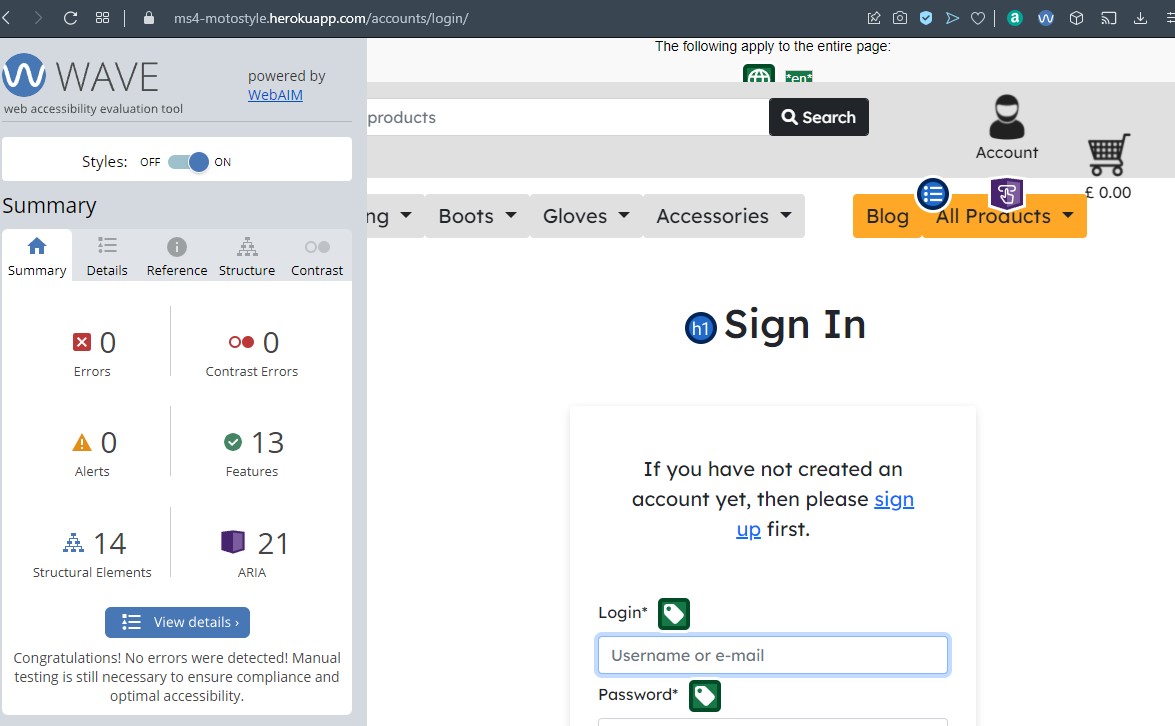 ms4-motostyle.herokuapp.com/accounts/login/
WAVE
web accessibility evaluation tool
powered by
WebAIM
Styles: OFF ON
Summary
Summary Details Reference Structure Contrast
0 0
Errors Contrast Errors
0 13
Alerts Features
14 21
Structural Elements ARIA
View details ›
Congratulations! No errors were detected! Manual
testing is still necessary to ensure compliance and
optimal accessibility.
The following apply to the entire page:
*en*
products Search
Account
£ 0.00
ng Boots Gloves Accessories Blog All Products
h1 Sign In
If you have not created an
account yet, then please sign
up first.
Login*
Username or e-mail
Password*